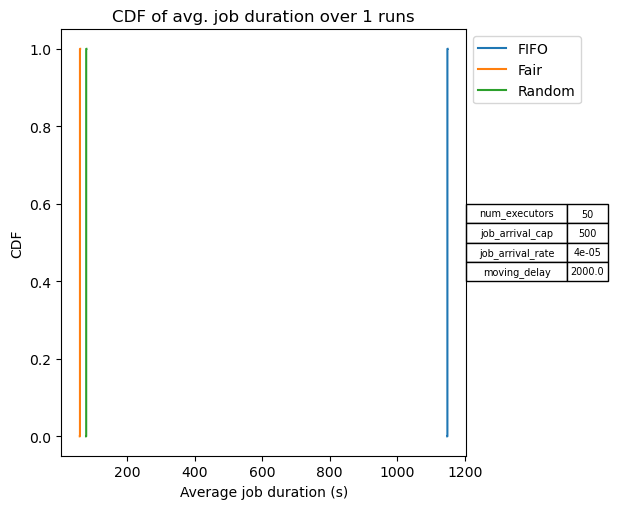 CDF of avg. job duration over 1 runs
FIFO
Fair
Random
1.0
0.8
0.6
0.4
0.2
0.0
CDF
num_executors 50
job_arrival_cap 500
job_arrival_rate 4e-05
moving_delay 2000.0
200 400 600 800 1000 1200
Average job duration (s)